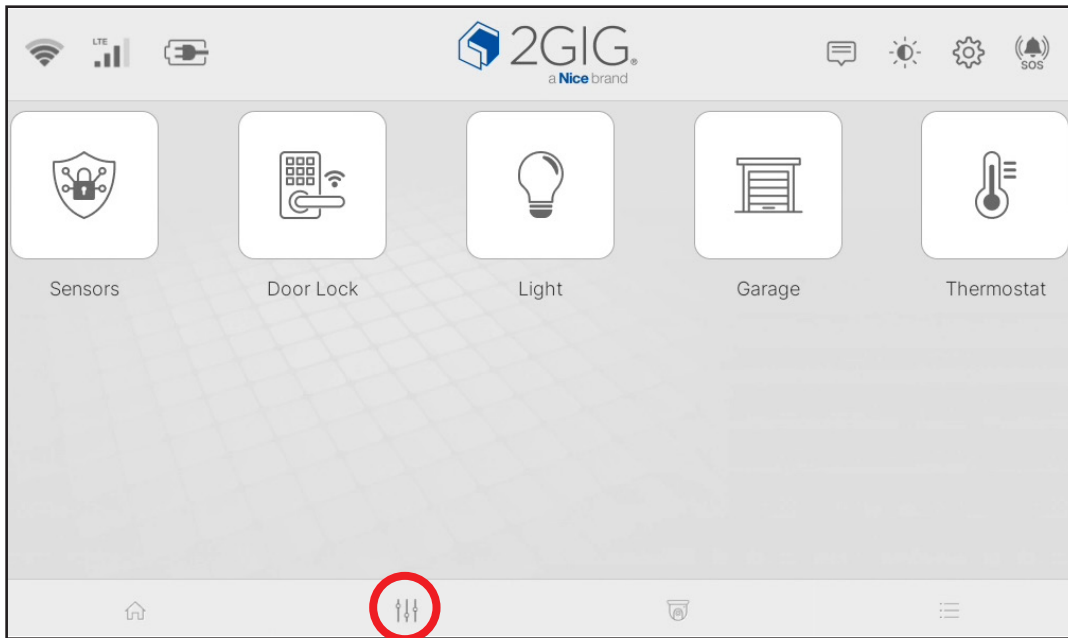 LTE
2GIG®
a Nice brand
SOS
Sensors
Door Lock
Light
Garage
Thermostat